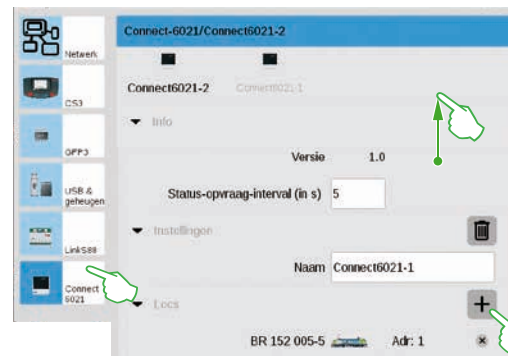 Connect-6021/Connect6021-2
Netwerk
CS3
GFP3
USB &
geheugen
LinkS88
Connect
6021
Connect6021-2 Connect6021-1
Info
Versie 1.0
Status-opvraag-interval (in s) 5
Instellingen
Naam Connect6021-1
Locs
BR 152 005-5 Adr: 1